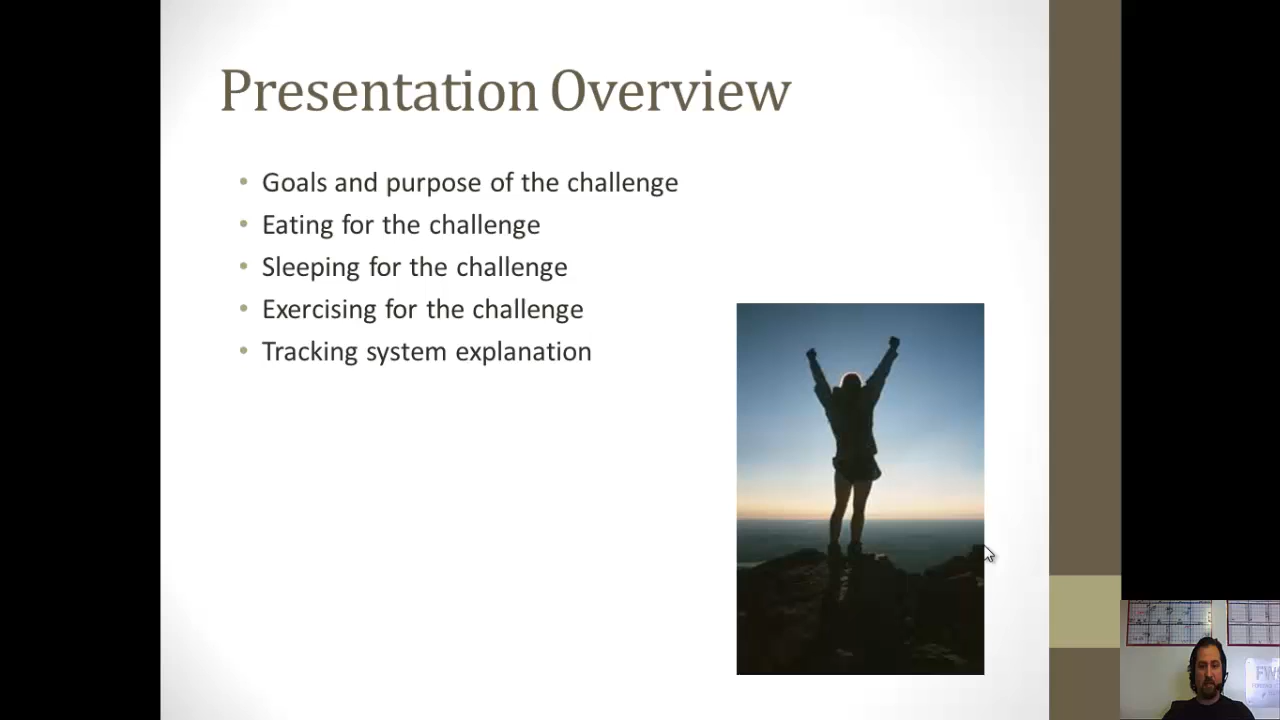 Presentation Overview
• Goals and purpose of the challenge
• Eating for the challenge
• Sleeping for the challenge
• Exercising for the challenge
• Tracking system explanation